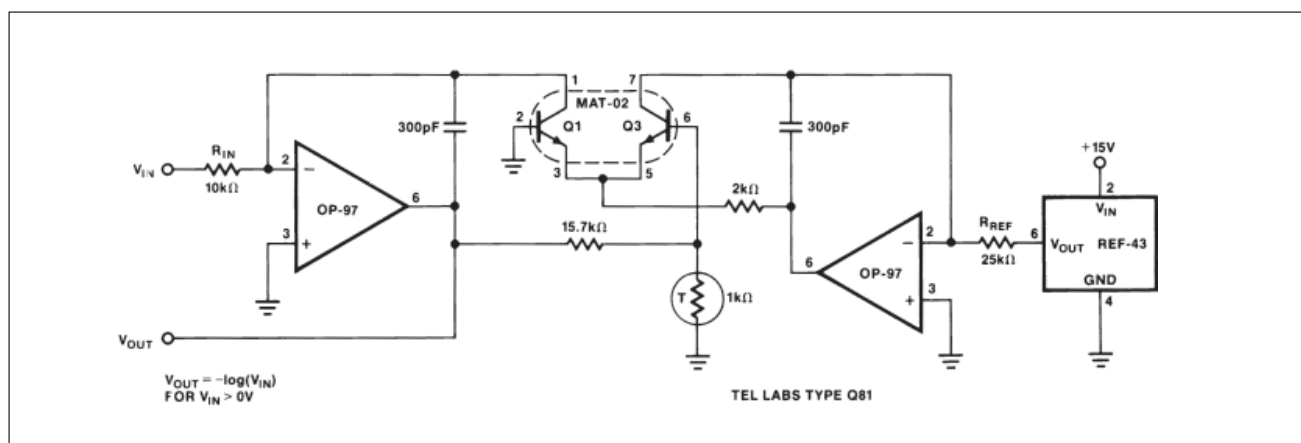 1
7
MAT-02
2
Q1
Q3
6
300pF
300pF
+15V
R_IN
V_IN
10kΩ
2
−
3
5
2kΩ
2
V_IN
OP-97
6
R_REF
15.7kΩ
2
6
V_OUT
REF-43
3
+
−
25kΩ
6
OP-97
GND
T
1kΩ
+
3
4
V_OUT
V_OUT = −log(V_IN)
FOR V_IN > 0V
TEL LABS TYPE Q81